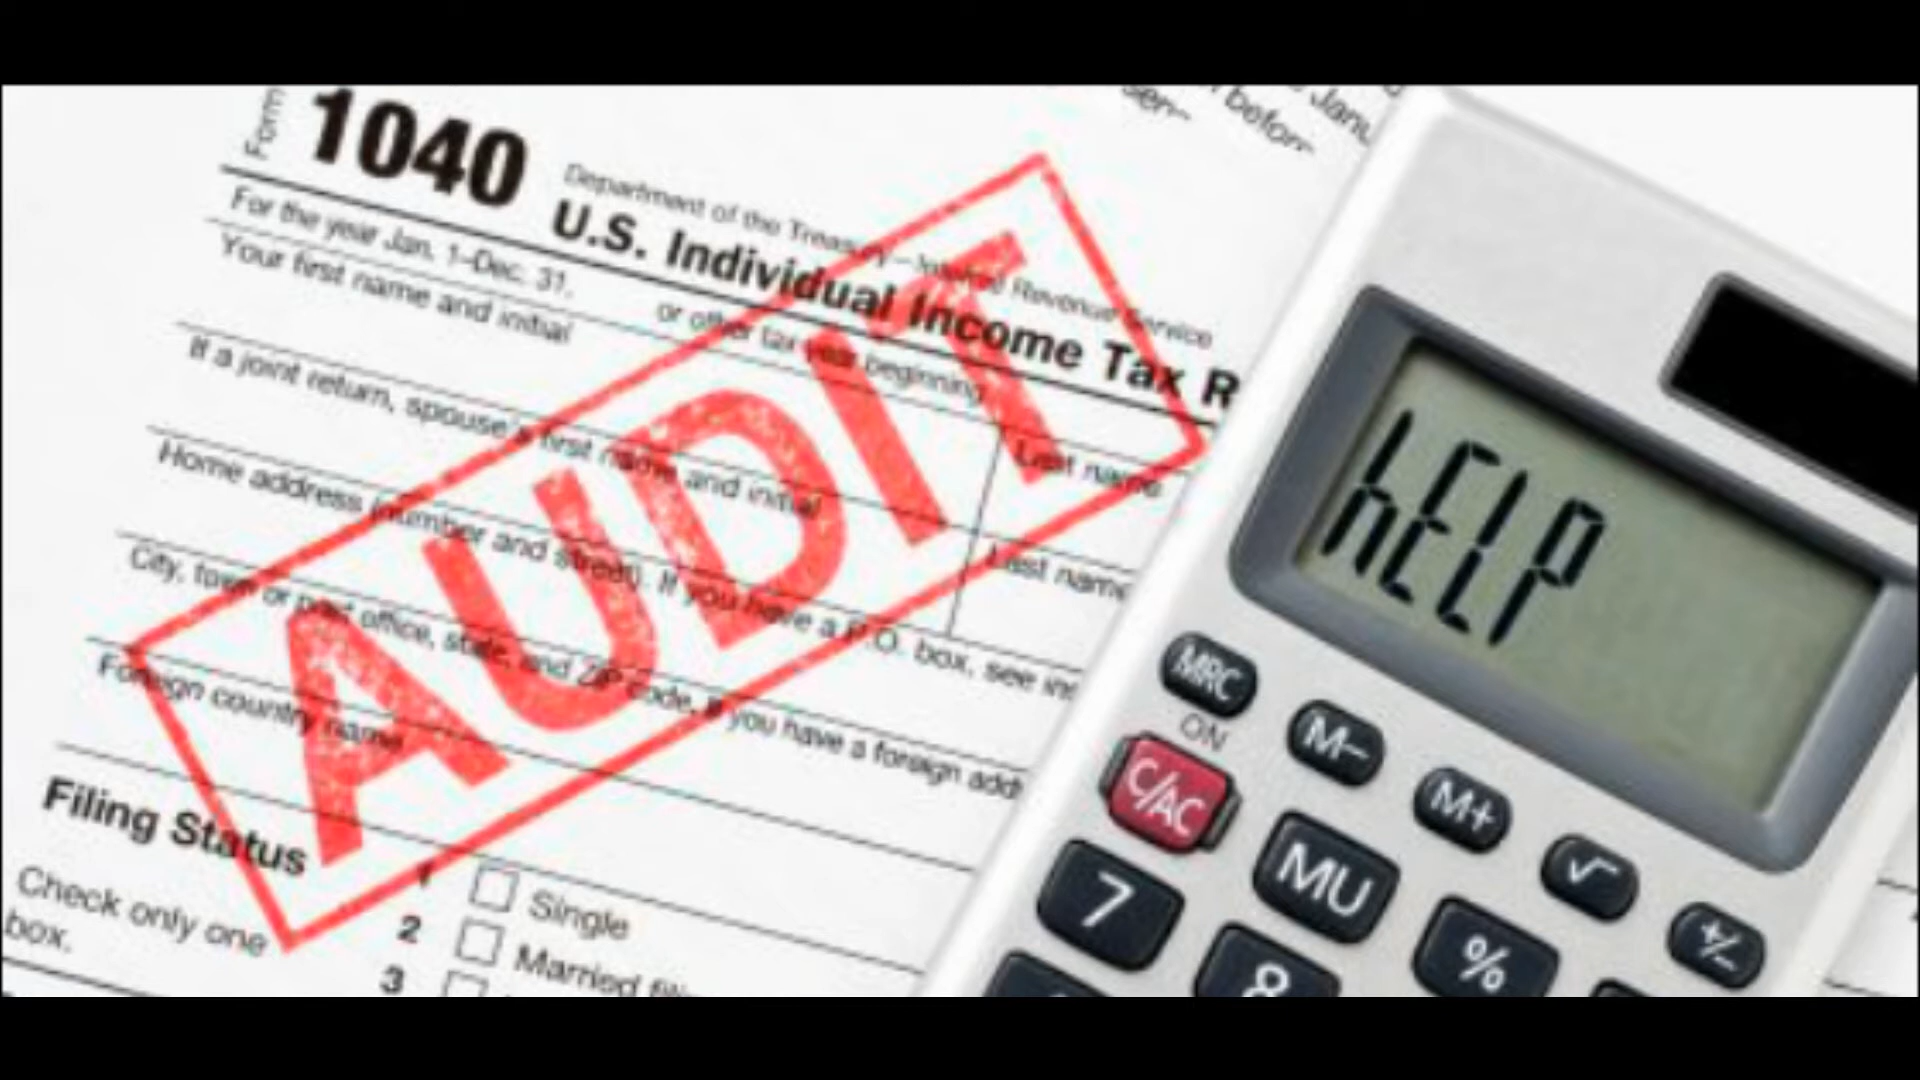 Form 1040
Department of the Treasury—Internal Revenue Service
U.S. Individual Income Tax R
For the year Jan. 1–Dec. 31,
or other tax year beginning
Your first name and initial
Last name
If a joint return, spouse's first name and initial
Last name
Home address (number and street). If you have a P.O. box, see
City, town or post office, state, and ZIP code. If you have a foreign
Foreign country name
Filing Status
Check only one
box.
1 Single
2 Married
3
AUDIT
before
hELP
MRC
M−
M+
√
+/−
ON
C/AC
MU
%
7
8